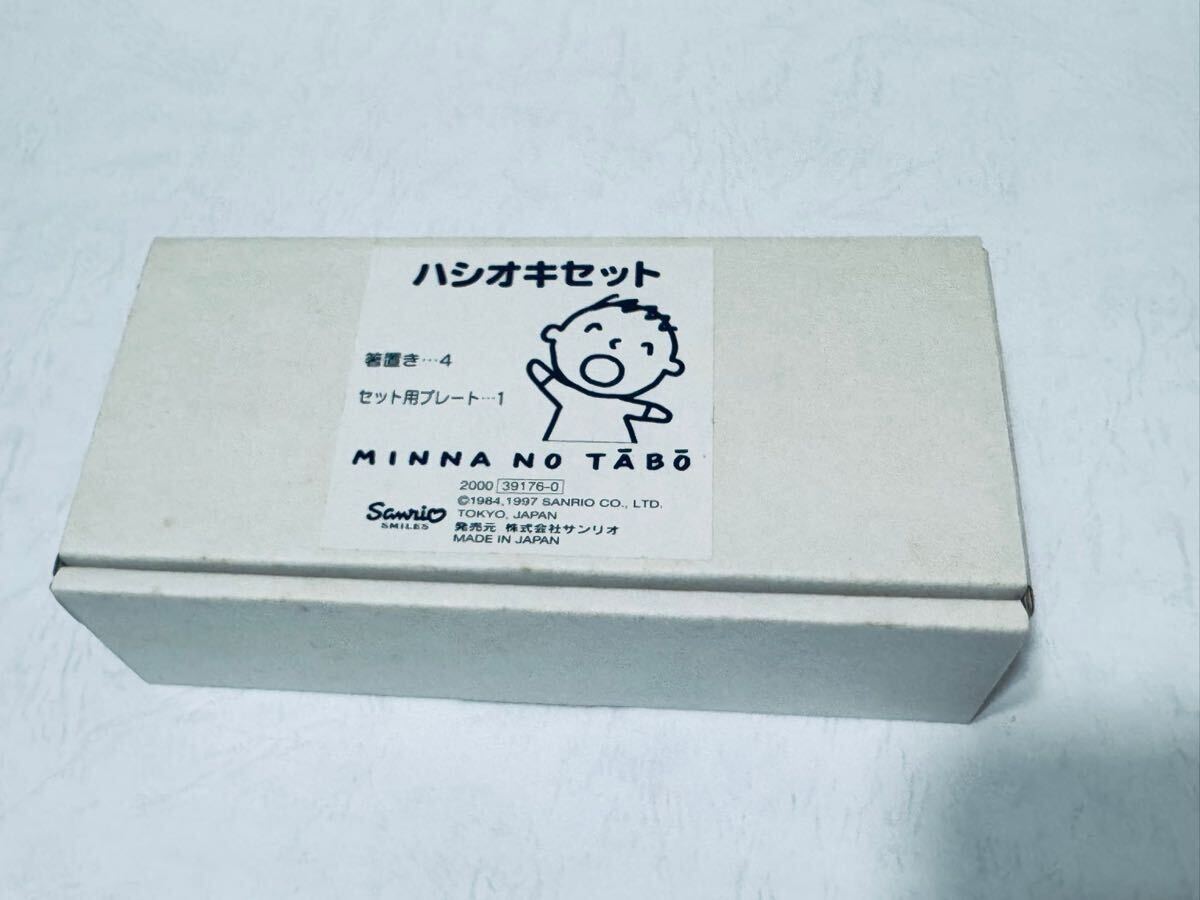 ハシオキセット
箸置き…4
セット用プレート…1
MINNA NO TĀBŌ
2000 39176-0
©1984,1997 SANRIO CO., LTD.
TOKYO, JAPAN
Sanrio
SMILES
発売元 株式会社サンリオ
MADE IN JAPAN